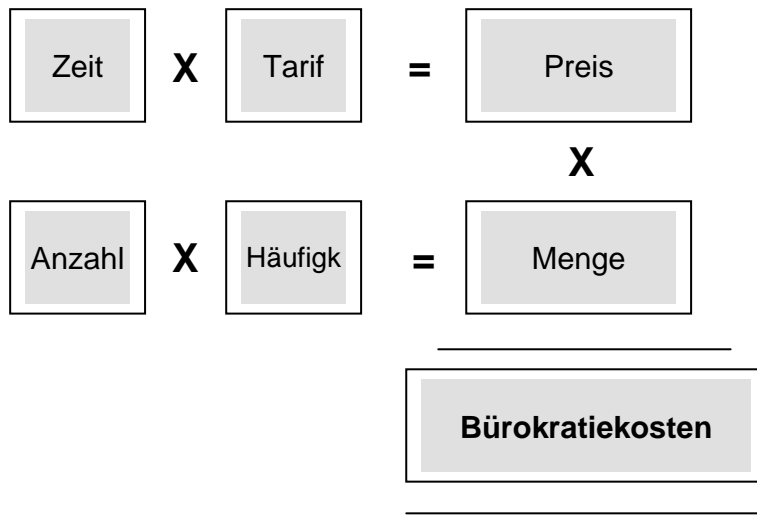 Zeit X Tarif = Preis
X
Anzahl X Häufigk = Menge
Bürokratiekosten